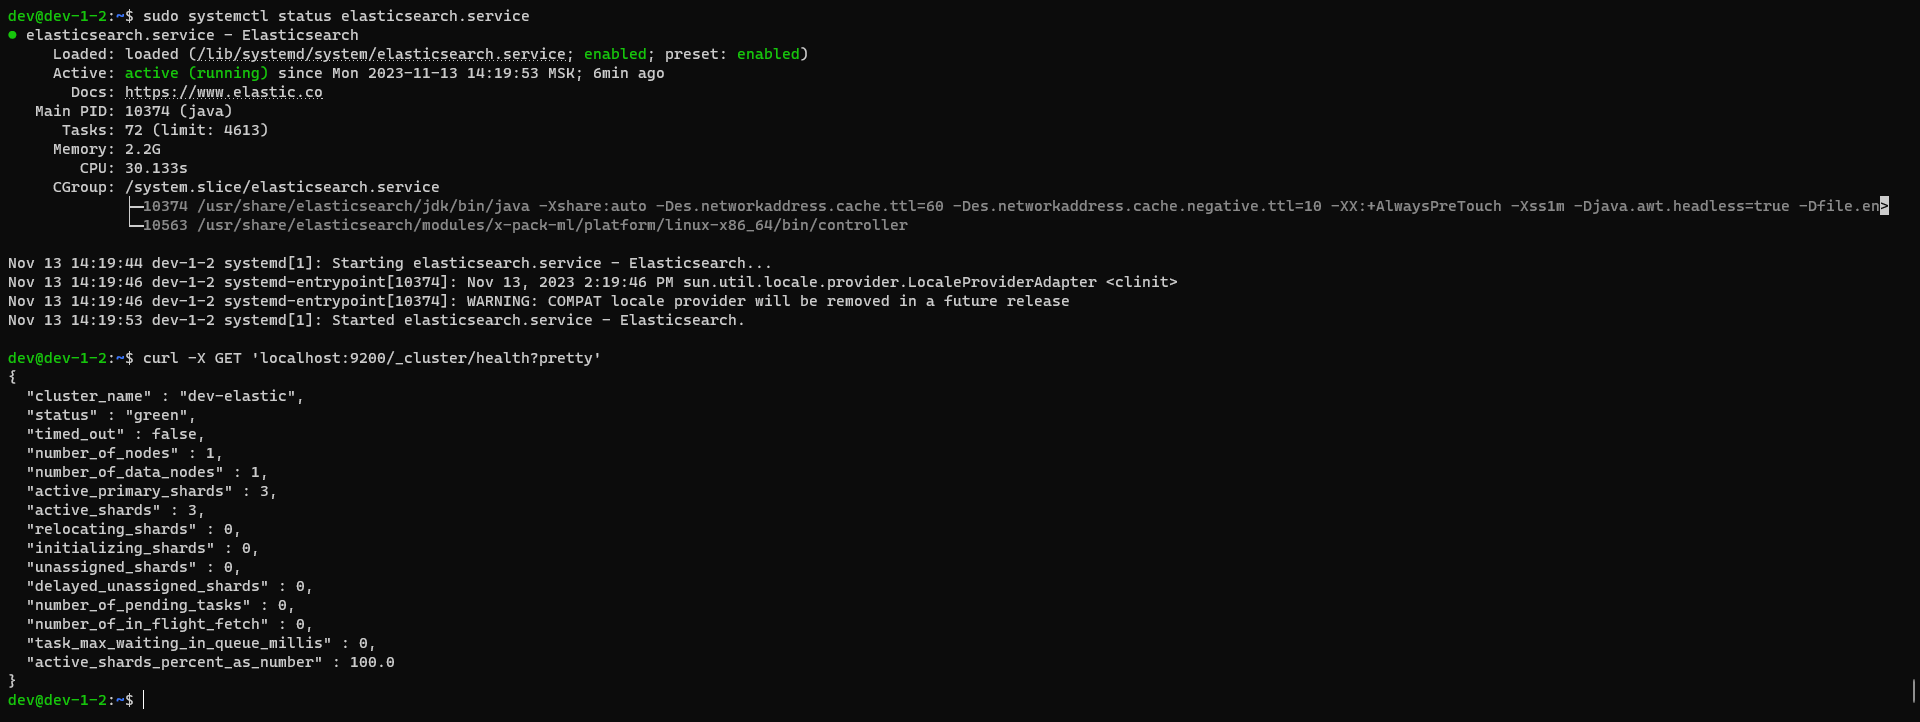 dev@dev-1-2:~$ sudo systemctl status elasticsearch.service
● elasticsearch.service - Elasticsearch
     Loaded: loaded (/lib/systemd/system/elasticsearch.service; enabled; preset: enabled)
     Active: active (running) since Mon 2023-11-13 14:19:53 MSK; 6min ago
       Docs: https://www.elastic.co
   Main PID: 10374 (java)
      Tasks: 72 (limit: 4613)
     Memory: 2.2G
        CPU: 30.133s
     CGroup: /system.slice/elasticsearch.service
             ├─10374 /usr/share/elasticsearch/jdk/bin/java -Xshare:auto -Des.networkaddress.cache.ttl=60 -Des.networkaddress.cache.negative.ttl=10 -XX:+AlwaysPreTouch -Xss1m -Djava.awt.headless=true -Dfile.en>
             └─10563 /usr/share/elasticsearch/modules/x-pack-ml/platform/linux-x86_64/bin/controller
Nov 13 14:19:44 dev-1-2 systemd[1]: Starting elasticsearch.service - Elasticsearch...
Nov 13 14:19:46 dev-1-2 systemd-entrypoint[10374]: Nov 13, 2023 2:19:46 PM sun.util.locale.provider.LocaleProviderAdapter <clinit>
Nov 13 14:19:46 dev-1-2 systemd-entrypoint[10374]: WARNING: COMPAT locale provider will be removed in a future release
Nov 13 14:19:53 dev-1-2 systemd[1]: Started elasticsearch.service - Elasticsearch.
dev@dev-1-2:~$ curl -X GET 'localhost:9200/_cluster/health?pretty'
{
  "cluster_name" : "dev-elastic",
  "status" : "green",
  "timed_out" : false,
  "number_of_nodes" : 1,
  "number_of_data_nodes" : 1,
  "active_primary_shards" : 3,
  "active_shards" : 3,
  "relocating_shards" : 0,
  "initializing_shards" : 0,
  "unassigned_shards" : 0,
  "delayed_unassigned_shards" : 0,
  "number_of_pending_tasks" : 0,
  "number_of_in_flight_fetch" : 0,
  "task_max_waiting_in_queue_millis" : 0,
  "active_shards_percent_as_number" : 100.0
}
dev@dev-1-2:~$